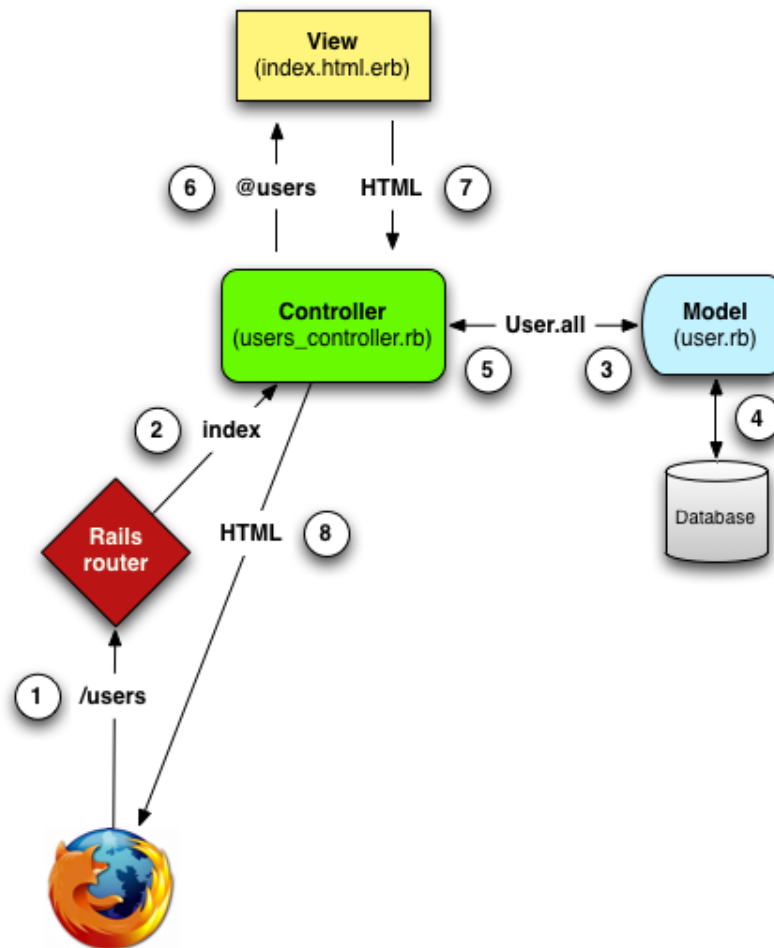 View
(index.html.erb)
6
@users
HTML
7
Controller
(users_controller.rb)
User.all
Model
(user.rb)
5
3
4
2
index
Database
Rails
router
HTML
8
1
/users